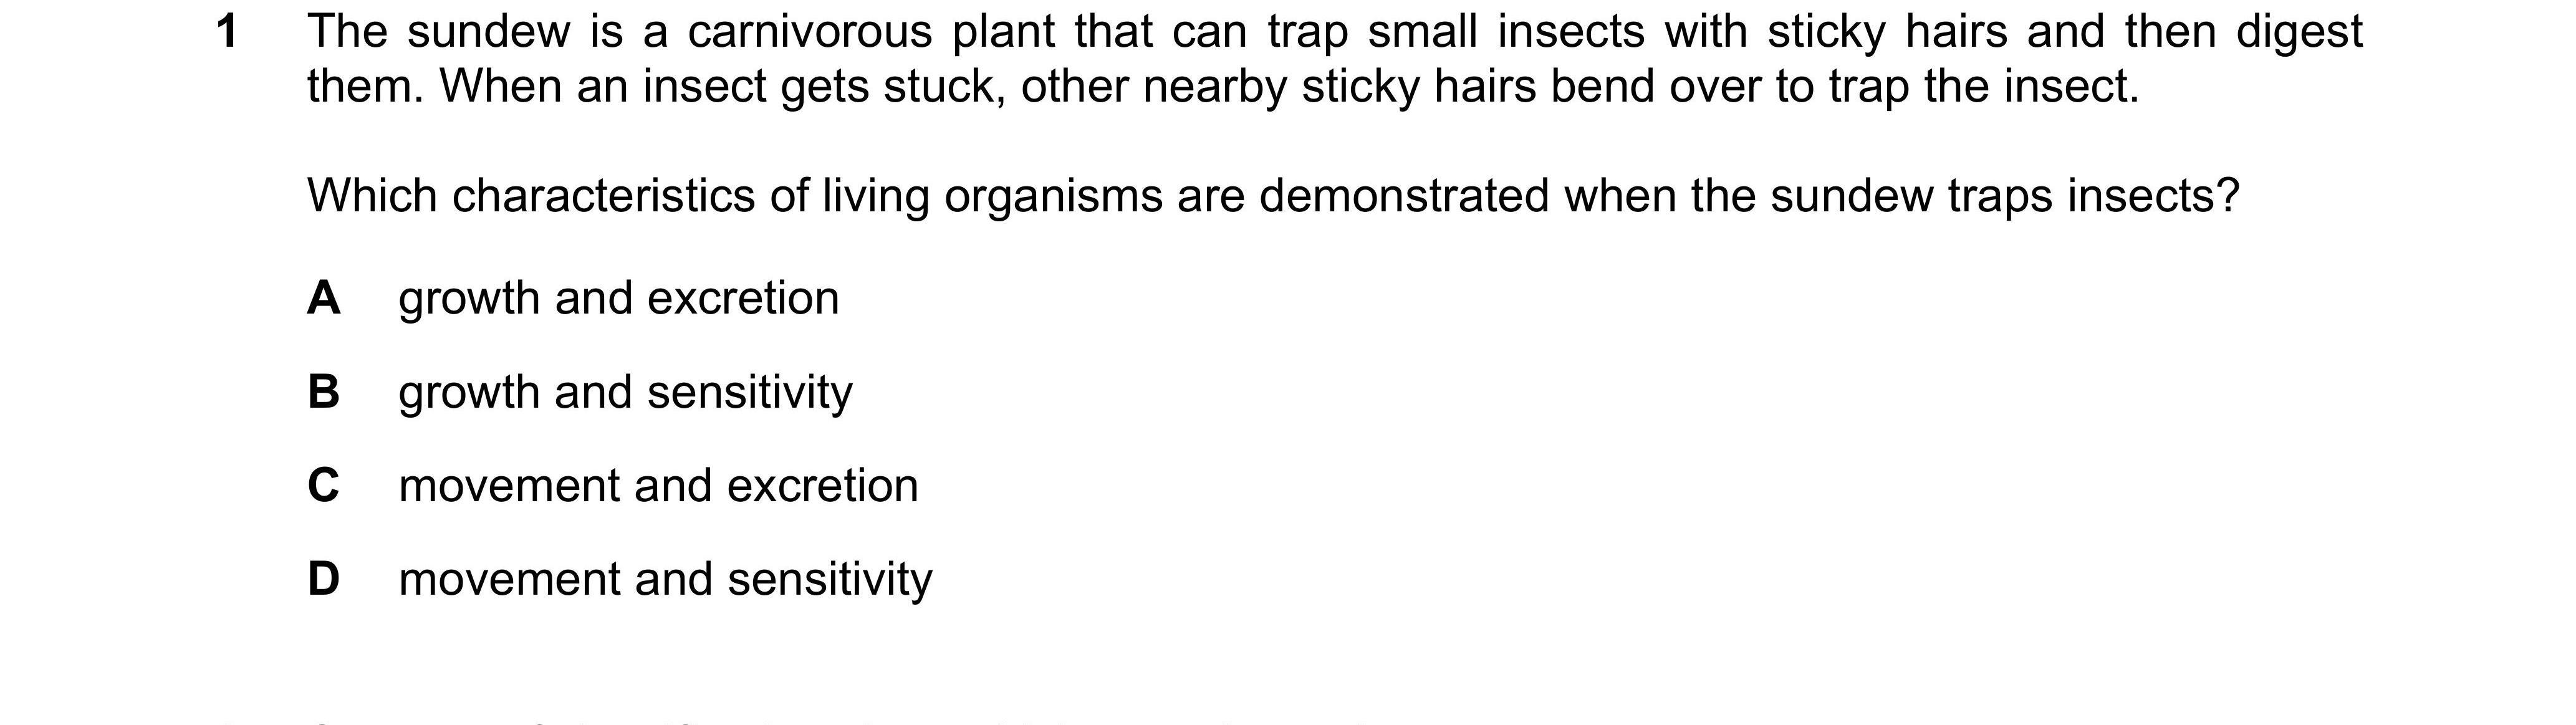 1 The sundew is a carnivorous plant that can trap small insects with sticky hairs and then digest
them. When an insect gets stuck, other nearby sticky hairs bend over to trap the insect.
Which characteristics of living organisms are demonstrated when the sundew traps insects?
A growth and excretion
B growth and sensitivity
C movement and excretion
D movement and sensitivity